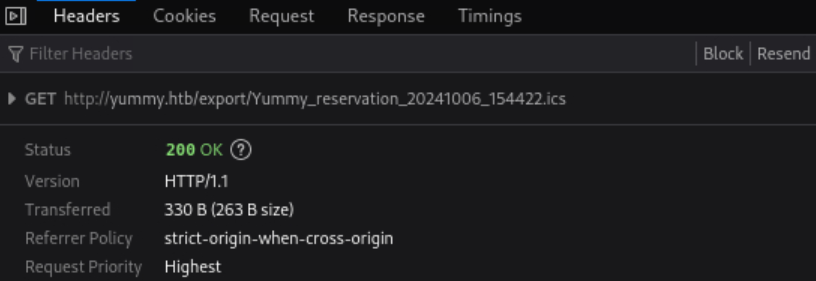 Headers Cookies Request Response Timings
Filter Headers Block Resend
GET http://yummy.htb/export/Yummy_reservation_20241006_154422.ics
Status 200 OK ?
Version HTTP/1.1
Transferred 330 B (263 B size)
Referrer Policy strict-origin-when-cross-origin
Request Priority Highest